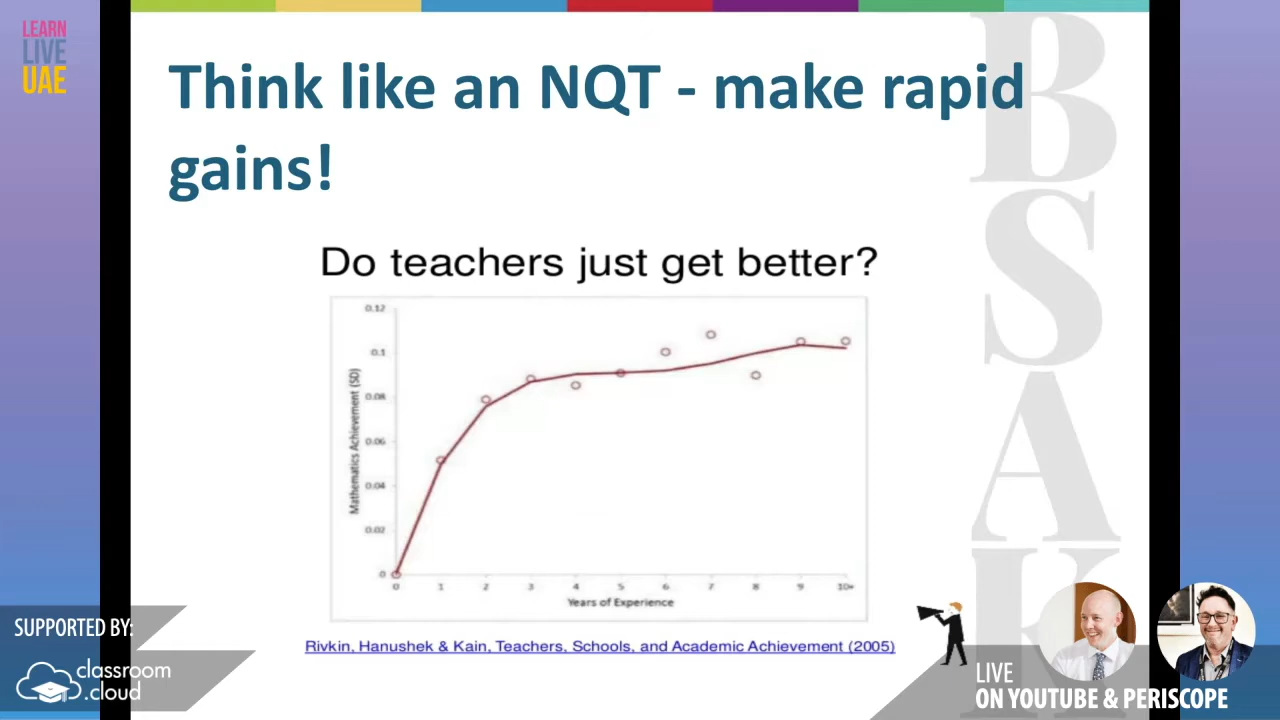 LEARN
LIVE
UAE
Think like an NQT - make rapid
gains!
BSAK
Do teachers just get better?
Mathematics Achievement (SD)
0.12
0.1
0.08
0.06
0.04
0.02
0
0 1 2 3 4 5 6 7 8 9 10+
Years of Experience
Rivkin, Hanushek & Kain, Teachers, Schools, and Academic Achievement (2005)
SUPPORTED BY:
classroom
.cloud
LIVE
ON YOUTUBE & PERISCOPE